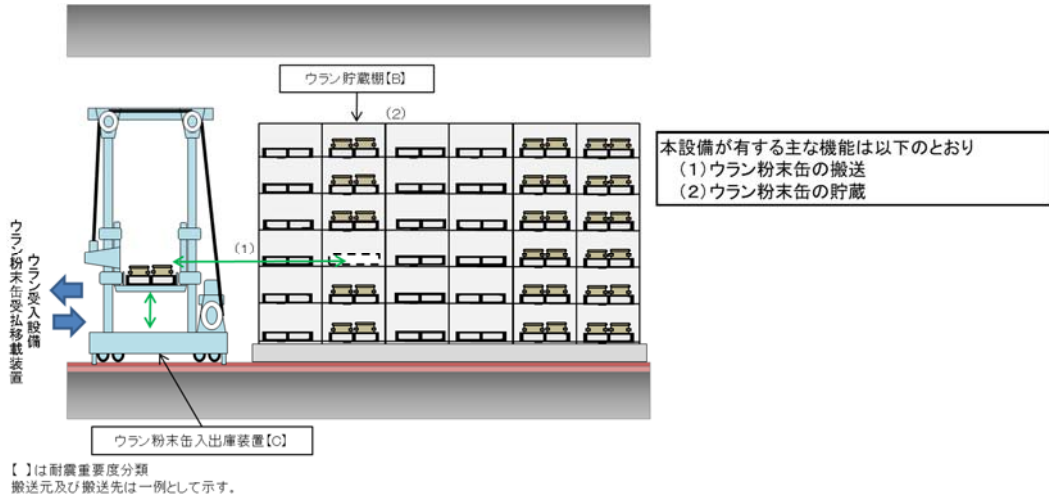 ウラン貯蔵棚【B】
(2)
本設備が有する主な機能は以下のとおり
(1)ウラン粉末缶の搬送
(2)ウラン粉末缶の貯蔵
(1)
ウラン受入設備
ウラン粉末缶受払移載装置
ウラン粉末缶入出庫装置【C】
【 】は耐震重要度分類
搬送元及び搬送先は一例として示す。